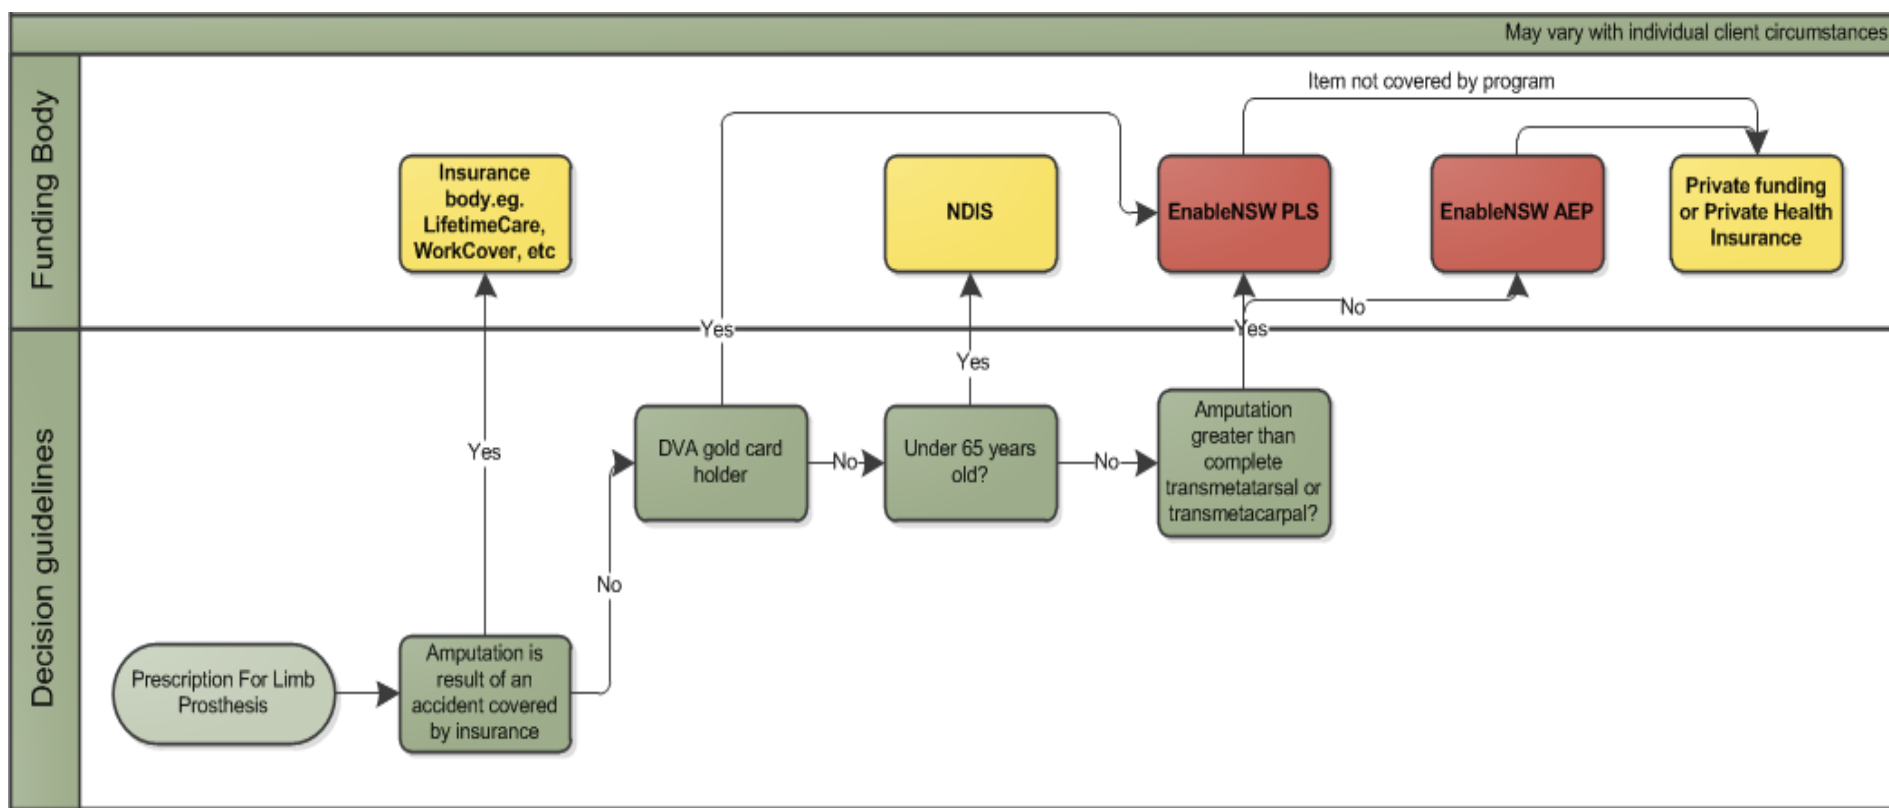 May vary with individual client circumstances
Funding Body
Item not covered by program
Insurance
body.eg.
LifetimeCare,
WorkCover, etc
NDIS
EnableNSW PLS
EnableNSW AEP
Private funding
or Private Health
Insurance
No
Yes
Yes
Yes
Yes
Decision guidelines
DVA gold card
holder
No
Under 65 years
old?
No
Amputation
greater than
complete
transmetatarsal or
transmetacarpal?
No
Prescription For Limb
Prosthesis
Amputation is
result of an
accident covered
by insurance